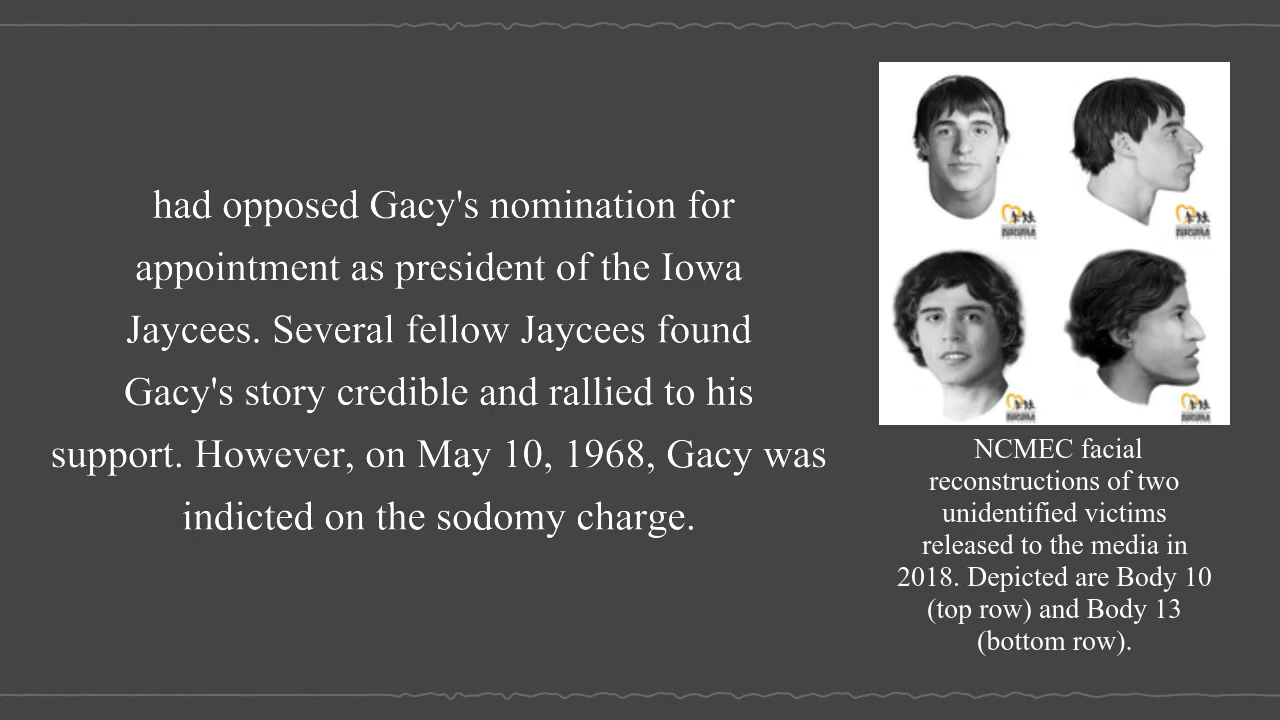 had opposed Gacy's nomination for
appointment as president of the Iowa
Jaycees. Several fellow Jaycees found
Gacy's story credible and rallied to his
support. However, on May 10, 1968, Gacy was
indicted on the sodomy charge.
NCMEC facial
reconstructions of two
unidentified victims
released to the media in
2018. Depicted are Body 10
(top row) and Body 13
(bottom row).